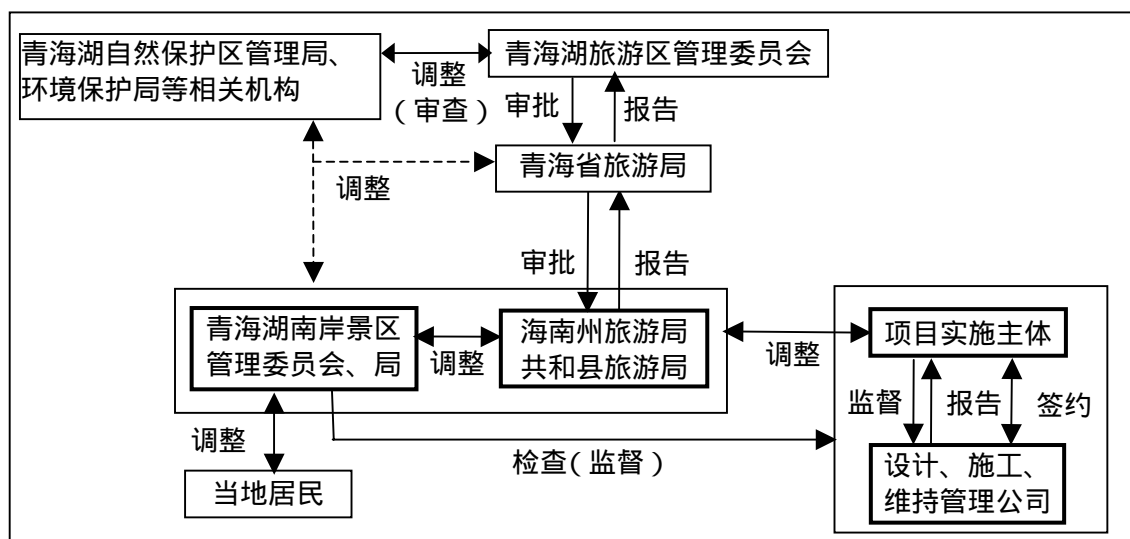 青海湖自然保护区管理局、
环境保护局等相关机构
调整
（审查）
青海湖旅游区管理委员会
审批
报告
青海省旅游局
调整
审批
报告
青海湖南岸景区
管理委员会、局
调整
海南州旅游局
共和县旅游局
调整
项目实施主体
监督
报告
签约
设计、施工、
维持管理公司
调整
检查（监督）
当地居民